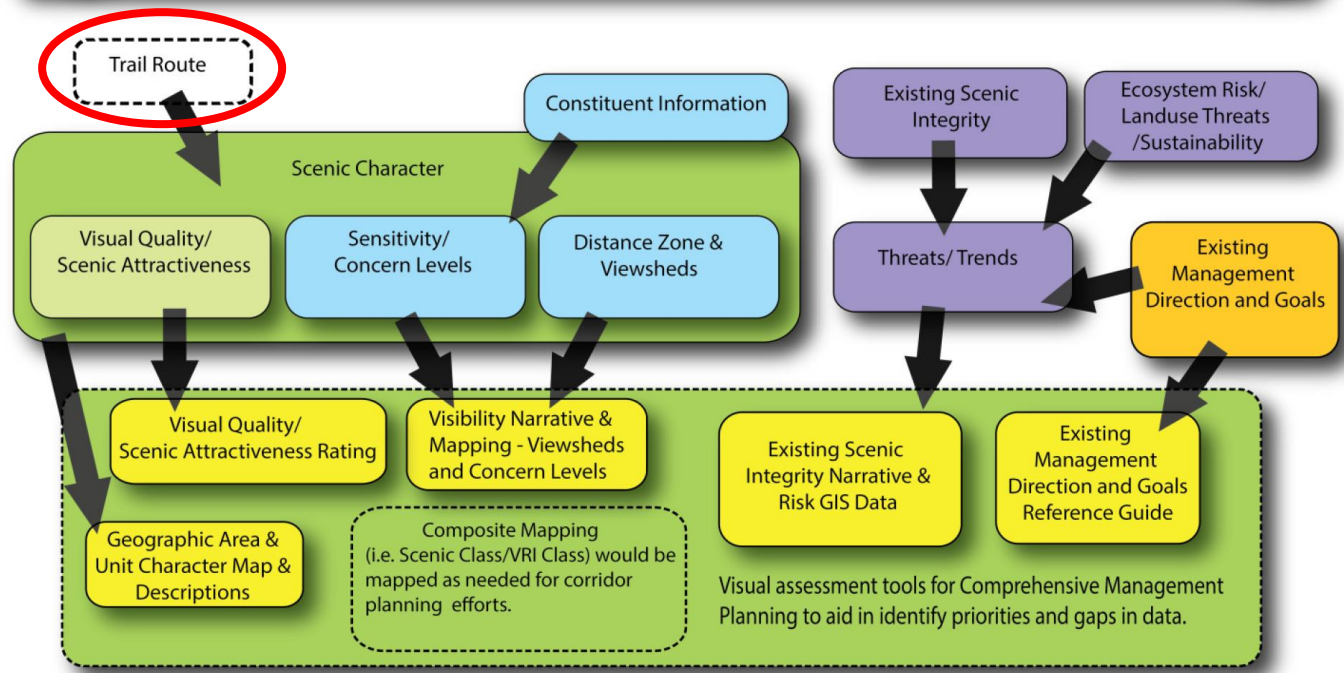 Trail Route
Constituent Information
Existing Scenic
Integrity
Ecosystem Risk/
Landuse Threats
/Sustainability
Scenic Character
Visual Quality/
Scenic Attractiveness
Sensitivity/
Concern Levels
Distance Zone &
Viewsheds
Threats/ Trends
Existing
Management
Direction and Goals
Visual Quality/
Scenic Attractiveness Rating
Visibility Narrative &
Mapping - Viewsheds
and Concern Levels
Existing Scenic
Integrity Narrative &
Risk GIS Data
Existing
Management
Direction and Goals
Reference Guide
Geographic Area &
Unit Character Map &
Descriptions
Composite Mapping
(i.e. Scenic Class/VRI Class) would be
mapped as needed for corridor
planning efforts.
Visual assessment tools for Comprehensive Management
Planning to aid in identify priorities and gaps in data.